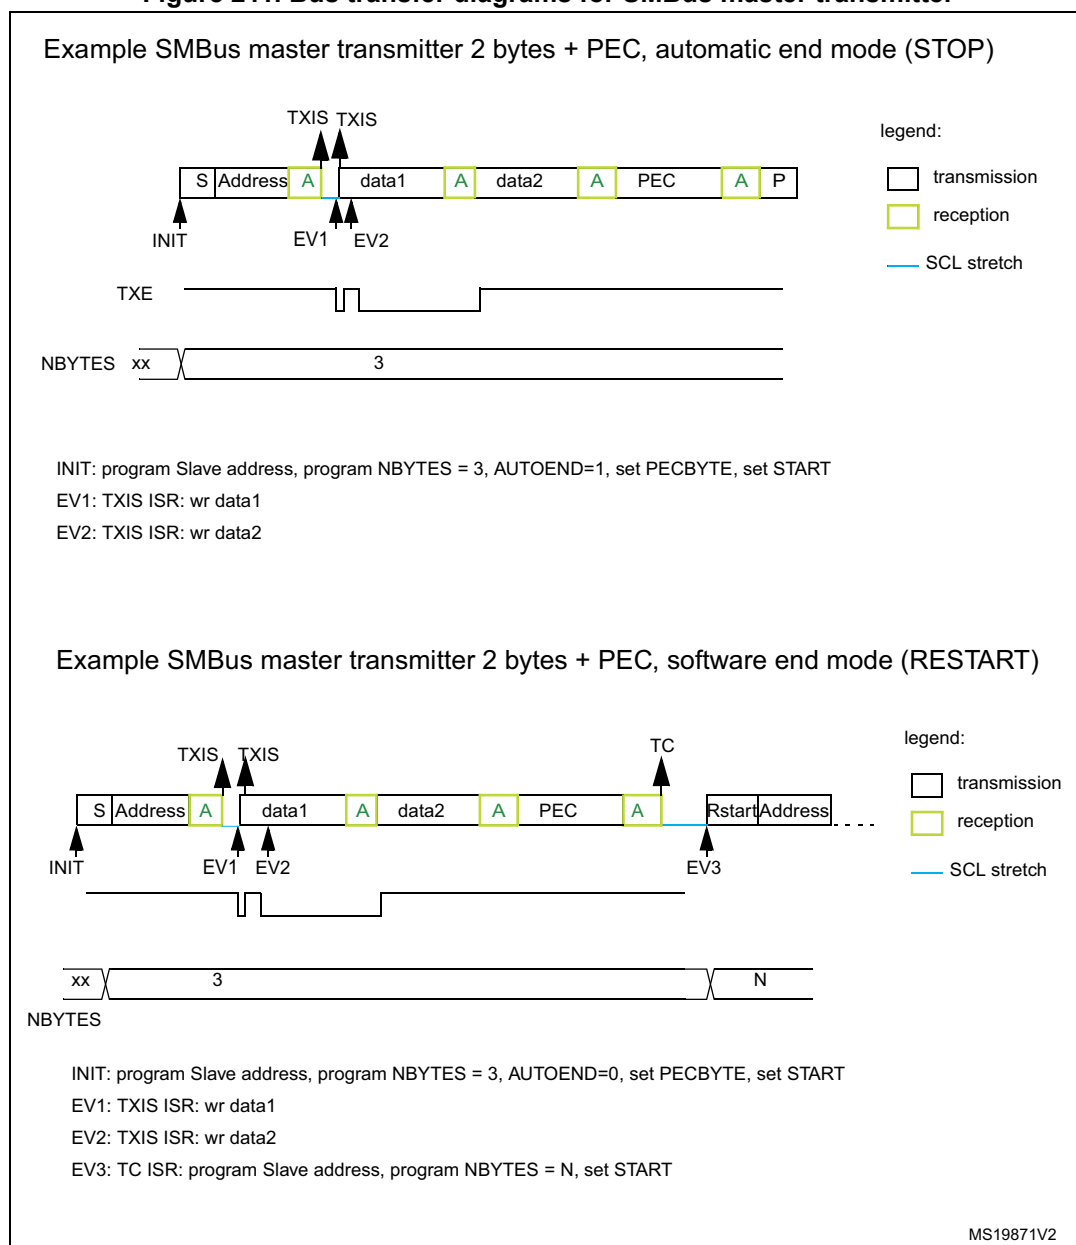 Example SMBus master transmitter 2 bytes + PEC, automatic end mode (STOP)
TXIS TXIS
legend:
S Address A data1 A data2 A PEC A P
transmission
reception
INIT EV1 EV2
SCL stretch
TXE
NBYTES xx 3
INIT: program Slave address, program NBYTES = 3, AUTOEND=1, set PECBYTE, set START
EV1: TXIS ISR: wr data1
EV2: TXIS ISR: wr data2
Example SMBus master transmitter 2 bytes + PEC, software end mode (RESTART)
TXIS TXIS TC
legend:
S Address A data1 A data2 A PEC A Rstart Address
transmission
reception
INIT EV1 EV2 EV3
SCL stretch
xx 3 N
NBYTES
INIT: program Slave address, program NBYTES = 3, AUTOEND=0, set PECBYTE, set START
EV1: TXIS ISR: wr data1
EV2: TXIS ISR: wr data2
EV3: TC ISR: program Slave address, program NBYTES = N, set START
MS19871V2